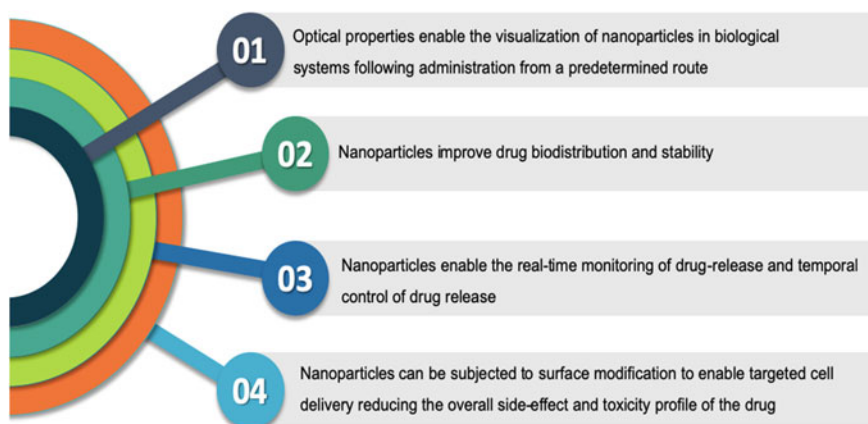 01
Optical properties enable the visualization of nanoparticles in biological
systems following administration from a predetermined route
02
Nanoparticles improve drug biodistribution and stability
03
Nanoparticles enable the real-time monitoring of drug-release and temporal
control of drug release
04
Nanoparticles can be subjected to surface modification to enable targeted cell
delivery reducing the overall side-effect and toxicity profile of the drug